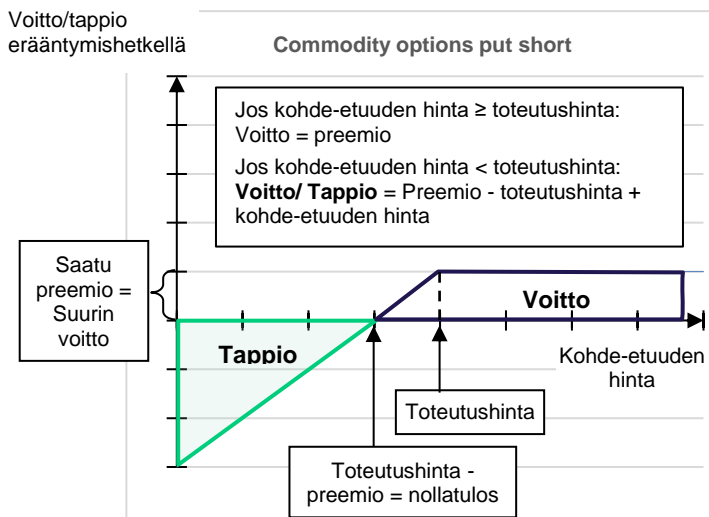 Voitto/tappio
erääntymishetkellä
Commodity options put short
Jos kohde-etuuden hinta ≥ toteutushinta:
Voitto = preemio
Jos kohde-etuuden hinta < toteutushinta:
Voitto/ Tappio = Preemio - toteutushinta +
kohde-etuuden hinta
Saatu
preemio =
Suurin
voitto
Voitto
Tappio
Kohde-etuuden
hinta
Toteutushinta
Toteutushinta -
preemio = nollatulos